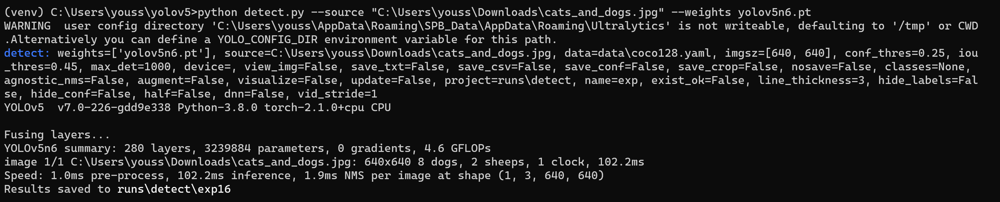 (venv) C:\Users\youss\yolov5>python detect.py --source "C:\Users\youss\Downloads\cats_and_dogs.jpg" --weights yolov5n6.pt
WARNING  user config directory 'C:\Users\youss\AppData\Roaming\SPB_Data\AppData\Roaming\Ultralytics' is not writeable, defaulting to '/tmp' or CWD
.Alternatively you can define a YOLO_CONFIG_DIR environment variable for this path.
detect: weights=['yolov5n6.pt'], source=C:\Users\youss\Downloads\cats_and_dogs.jpg, data=data\coco128.yaml, imgsz=[640, 640], conf_thres=0.25, iou
_thres=0.45, max_det=1000, device=, view_img=False, save_txt=False, save_csv=False, save_conf=False, save_crop=False, nosave=False, classes=None,
agnostic_nms=False, augment=False, visualize=False, update=False, project=runs\detect, name=exp, exist_ok=False, line_thickness=3, hide_labels=Fal
se, hide_conf=False, half=False, dnn=False, vid_stride=1
YOLOv5  v7.0-226-gdd9e338 Python-3.8.0 torch-2.1.0+cpu CPU
Fusing layers...
YOLOv5n6 summary: 280 layers, 3239884 parameters, 0 gradients, 4.6 GFLOPs
image 1/1 C:\Users\youss\Downloads\cats_and_dogs.jpg: 640x640 8 dogs, 2 sheeps, 1 clock, 102.2ms
Speed: 1.0ms pre-process, 102.2ms inference, 1.9ms NMS per image at shape (1, 3, 640, 640)
Results saved to runs\detect\exp16